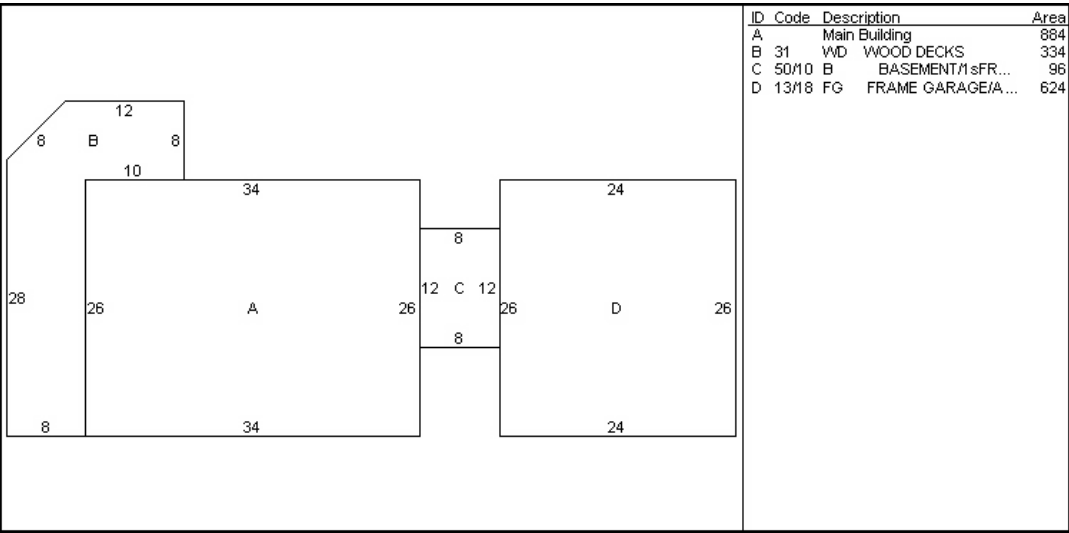 ID Code Description Area
A Main Building 884
B 31 WD WOOD DECKS 334
C 50/10 B BASEMENT/1sFR... 96
D 13/18 FG FRAME GARAGE/A... 624
12
8 B 8
10
34 24
8
12 C 12
28
26 A 26 26 D 26
8
8 34 24